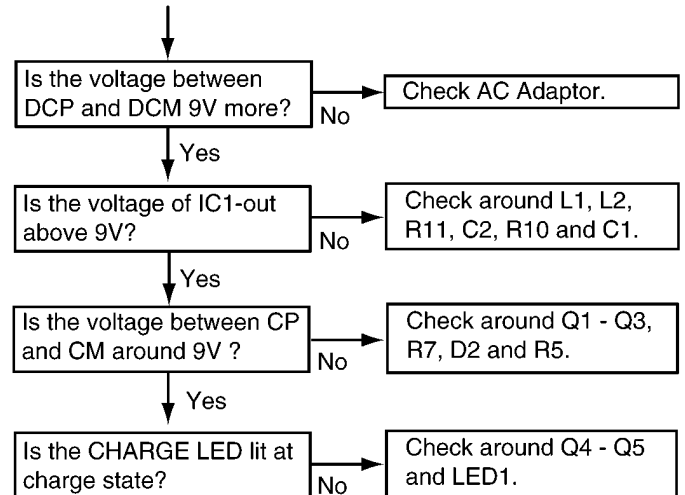 Is the voltage between
DCP and DCM 9V more?
No
Check AC Adaptor.
Yes
Is the voltage of IC1-out
above 9V?
No
Check around L1, L2,
R11, C2, R10 and C1.
Yes
Is the voltage between CP
and CM around 9V ?
No
Check around Q1 - Q3,
R7, D2 and R5.
Yes
Is the CHARGE LED lit at
charge state?
No
Check around Q4 - Q5
and LED1.